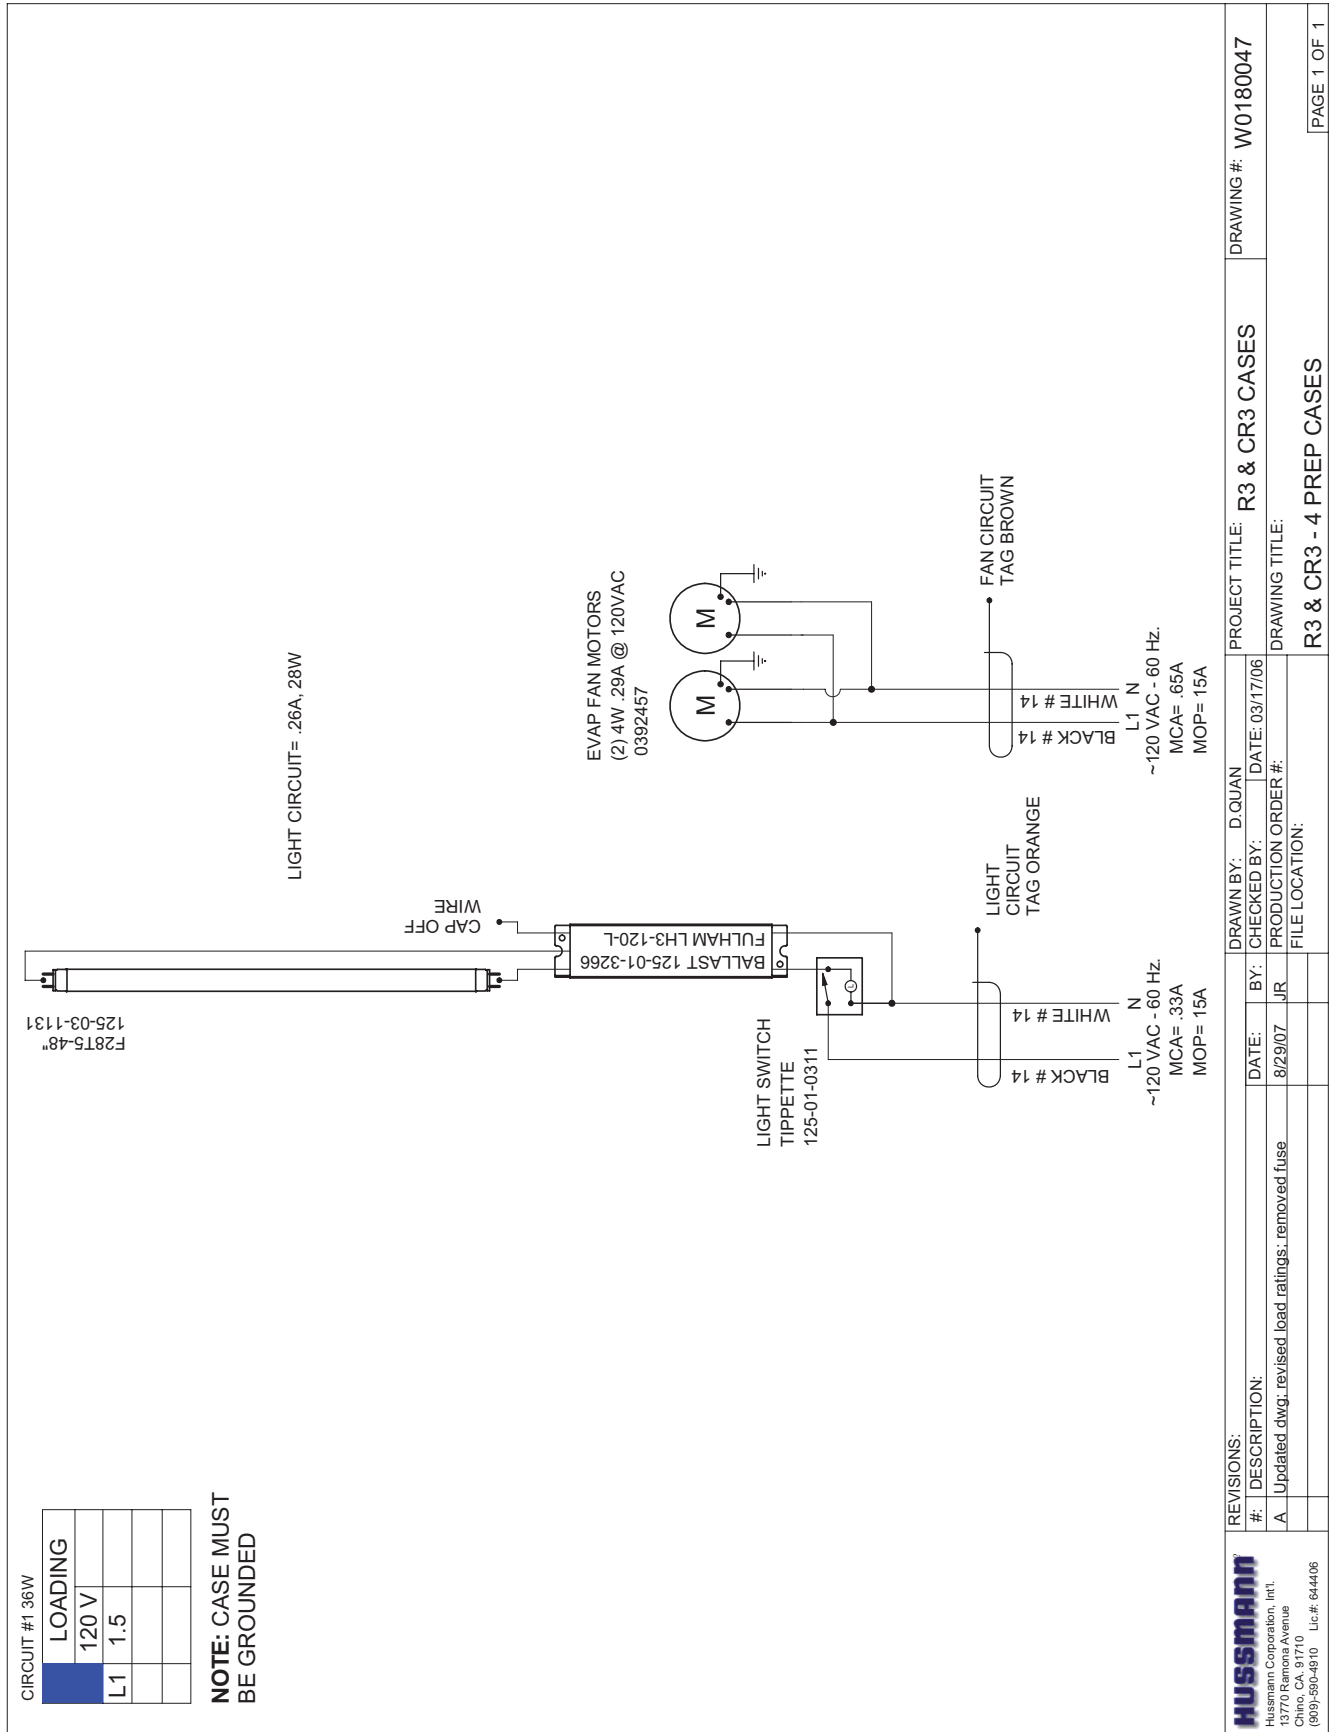 CIRCUIT #1 36W
LOADING
120 V
L1 1.5
NOTE: CASE MUST
BE GROUNDED
F28T5-48"
125-03-1131
LIGHT CIRCUIT= .26A, 28W
CAP OFF
WIRE
BALLAST 125-01-3266
FULHAM LH3-120-L
LIGHT SWITCH
TIPPETTE
125-01-0311
L
EVAP FAN MOTORS
(2) 4W .29A @ 120VAC
0392457
M
M
LIGHT
CIRCUIT
TAG ORANGE
BLACK # 14
WHITE # 14
L1 N
~120 VAC - 60 Hz.
MCA= .33A
MOP= 15A
FAN CIRCUIT
TAG BROWN
BLACK # 14
WHITE # 14
L1 N
~120 VAC - 60 Hz.
MCA= .65A
MOP= 15A
HUSSMANN
Hussmann Corporation, Int'l.
13770 Ramona Avenue
Chino, CA. 91710
(909)-590-4910 Lic.#: 644406
REVISIONS:
#: DESCRIPTION: DATE: BY:
A Updated dwg; revised load ratings; removed fuse 8/29/07 JR
DRAWN BY: D.QUAN
CHECKED BY: DATE: 03/17/06
PRODUCTION ORDER #:
FILE LOCATION:
PROJECT TITLE: R3 & CR3 CASES
DRAWING #: W0180047
DRAWING TITLE:
R3 & CR3 - 4 PREP CASES
PAGE 1 OF 1